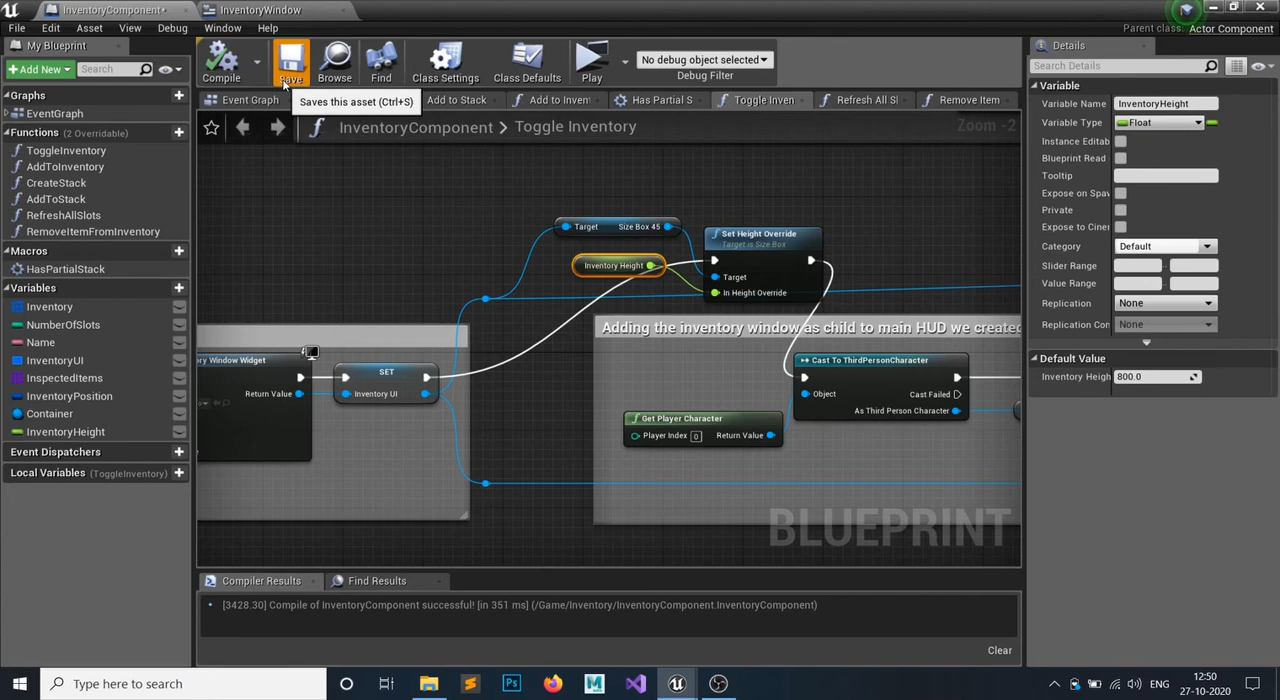 InventoryComponent*
InventoryWindow
File Edit Asset View Debug Window Help
Parent class: Actor Component
My Blueprint
Add New Search
Compile Save Browse Find Class Settings Class Defaults Play
No debug object selected
Debug Filter
Saves this asset (Ctrl+S)
Details
Search Details
Event Graph Add to Stack Add to Inven Has Partial S Toggle Inven Refresh All Sl Remove Item
InventoryComponent > Toggle Inventory
Zoom -2
Graphs
EventGraph
Functions (2 Overridable)
ToggleInventory
AddToInventory
CreateStack
AddToStack
RefreshAllSlots
RemoveItemFromInventory
Macros
HasPartialStack
Variables
Inventory
NumberOfSlots
Name
InventoryUI
InspectedItems
InventoryPosition
Container
InventoryHeight
Event Dispatchers
Local Variables (ToggleInventory)
Target Size Box 45
Inventory Height
Set Height Override
Target is Size Box
Target
In Height Override
Adding the inventory window as child to main HUD we created
ory Window Widget
Return Value
SET
Inventory UI
Cast To ThirdPersonCharacter
Object Cast Failed
As Third Person Character
Get Player Character
Player Index 0 Return Value
BLUEPRINT
Variable
Variable Name InventoryHeight
Variable Type Float
Instance Editab
Blueprint Read
Tooltip
Expose on Spaw
Private
Expose to Cinem
Category Default
Slider Range
Value Range
Replication None
Replication Con None
Default Value
Inventory Heigh 800.0
Compiler Results Find Results
[3428.30] Compile of InventoryComponent successful! [in 351 ms] (/Game/Inventory/InventoryComponent.InventoryComponent)
Clear
Type here to search
ENG
12:50
27-10-2020